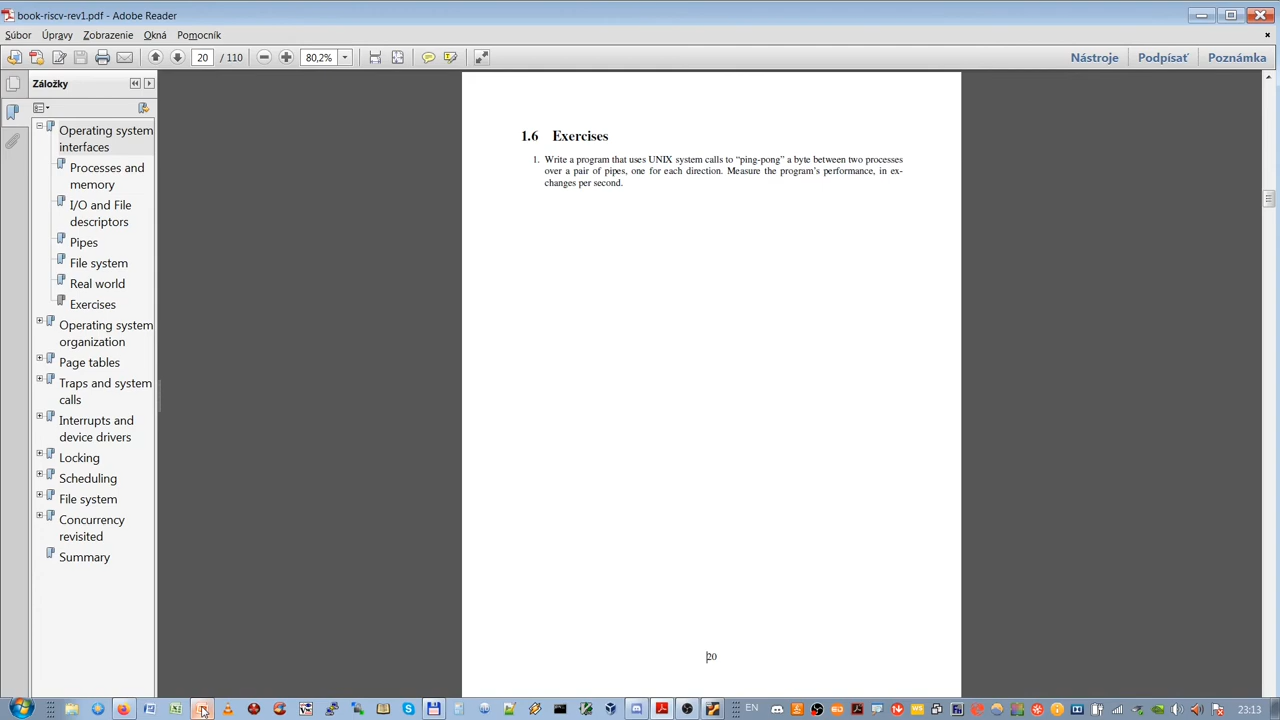 book-riscv-rev1.pdf - Adobe Reader
Súbor Úpravy Zobrazenie Okná Pomocník
20 / 110 80,2% Nástroje Podpísať Poznámka
Záložky
Operating system
interfaces
Processes and
memory
I/O and File
descriptors
Pipes
File system
Real world
Exercises
Operating system
organization
Page tables
Traps and system
calls
Interrupts and
device drivers
Locking
Scheduling
File system
Concurrency
revisited
Summary
1.6 Exercises
1. Write a program that uses UNIX system calls to “ping-pong” a byte between two processes
over a pair of pipes, one for each direction. Measure the program’s performance, in ex-
changes per second.
20
EN 23:13